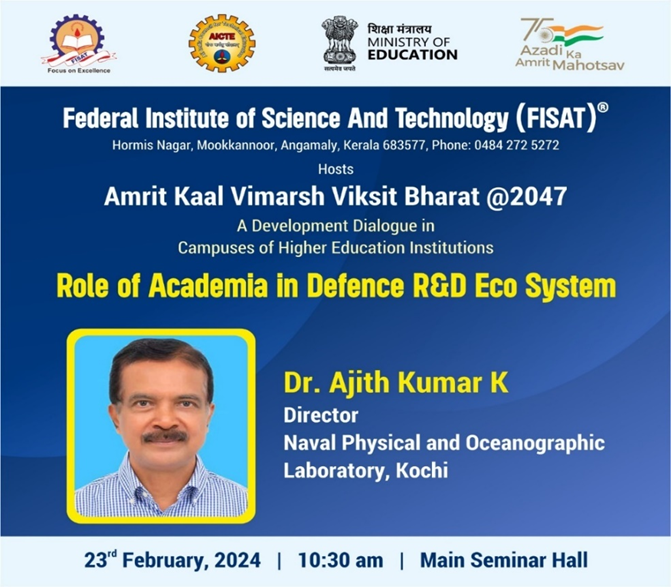 FISAT
Focus on Excellence
AICTE
शिक्षा मंत्रालय
MINISTRY OF
EDUCATION
सत्यमेव जयते
75
Azadi Ka
Amrit Mahotsav
Federal Institute of Science And Technology (FISAT)®
Hormis Nagar, Mookkannoor, Angamaly, Kerala 683577, Phone: 0484 272 5272
Hosts
Amrit Kaal Vimarsh Viksit Bharat @2047
A Development Dialogue in
Campuses of Higher Education Institutions
Role of Academia in Defence R&D Eco System
Dr. Ajith Kumar K
Director
Naval Physical and Oceanographic
Laboratory, Kochi
23rd February, 2024 | 10:30 am | Main Seminar Hall